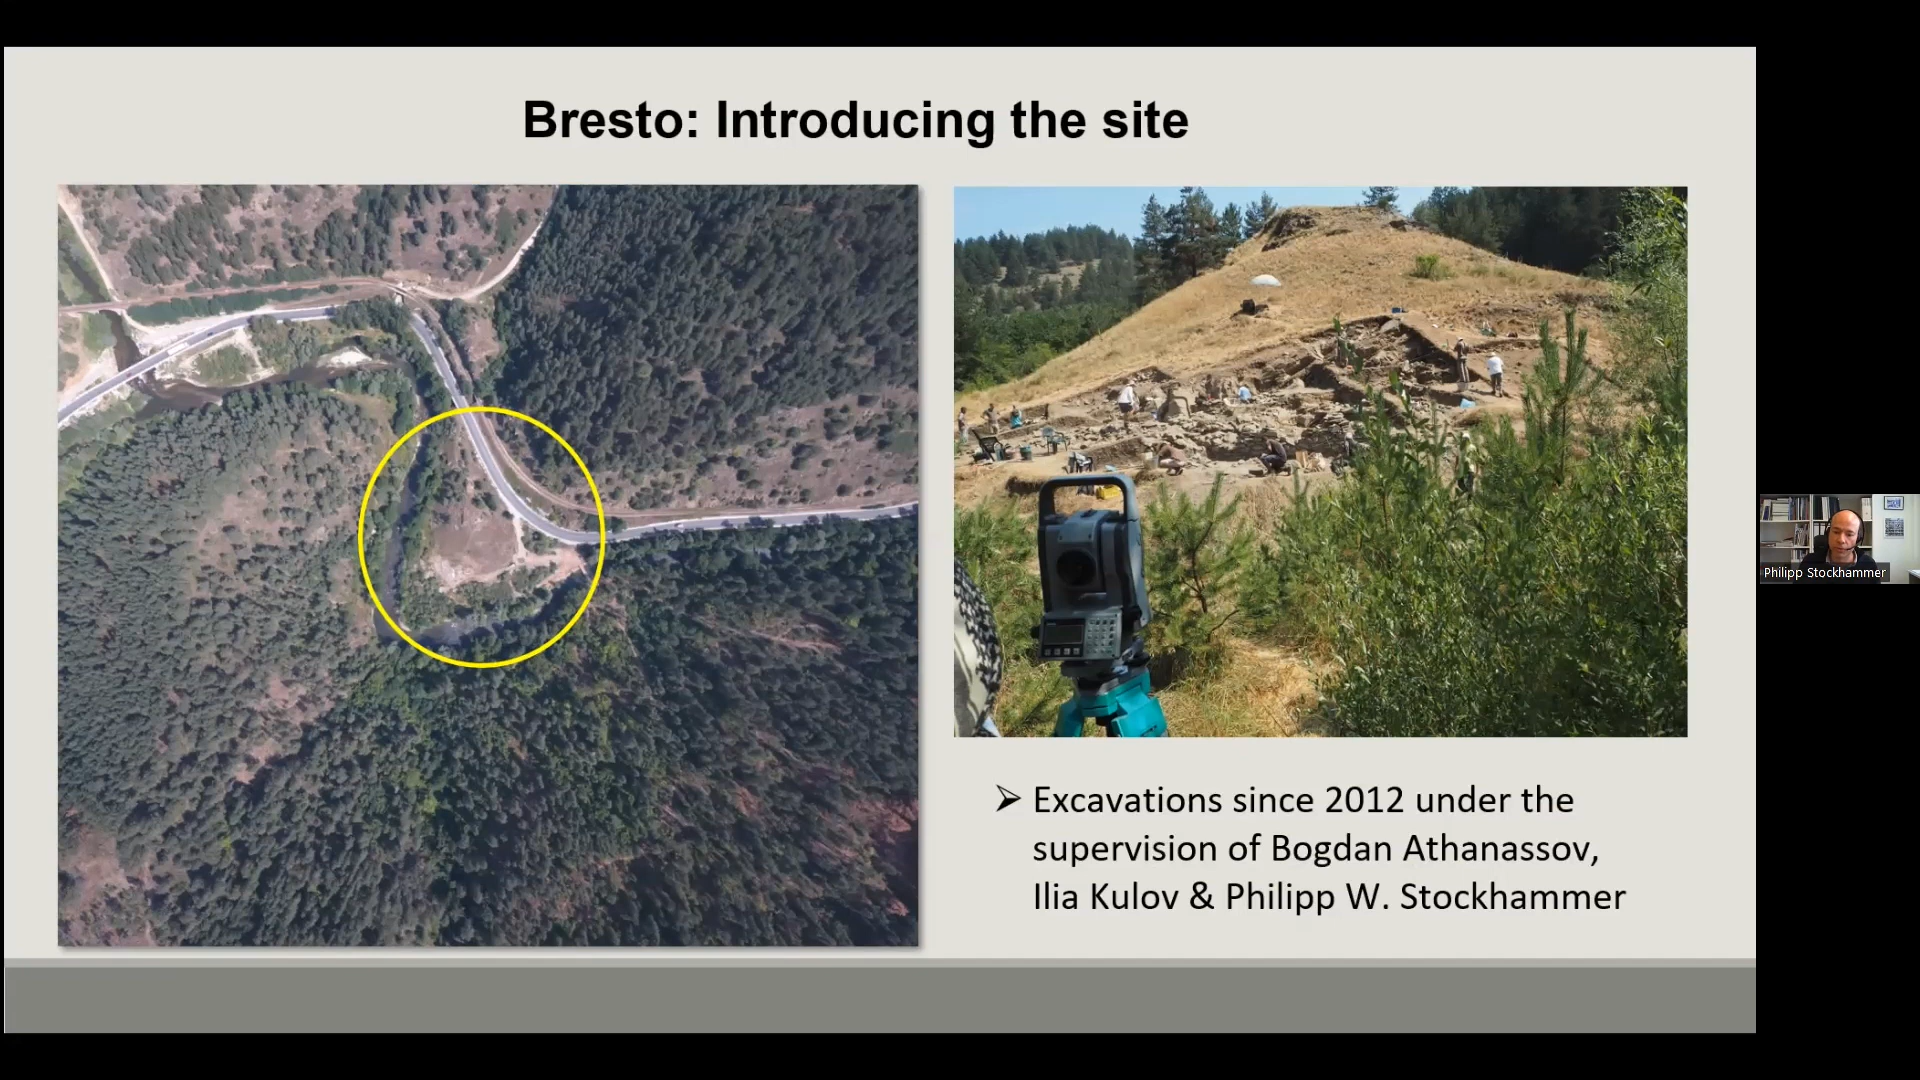 Bresto: Introducing the site
➢ Excavations since 2012 under the
supervision of Bogdan Athanassov,
Ilia Kulov & Philipp W. Stockhammer
Philipp Stockhammer